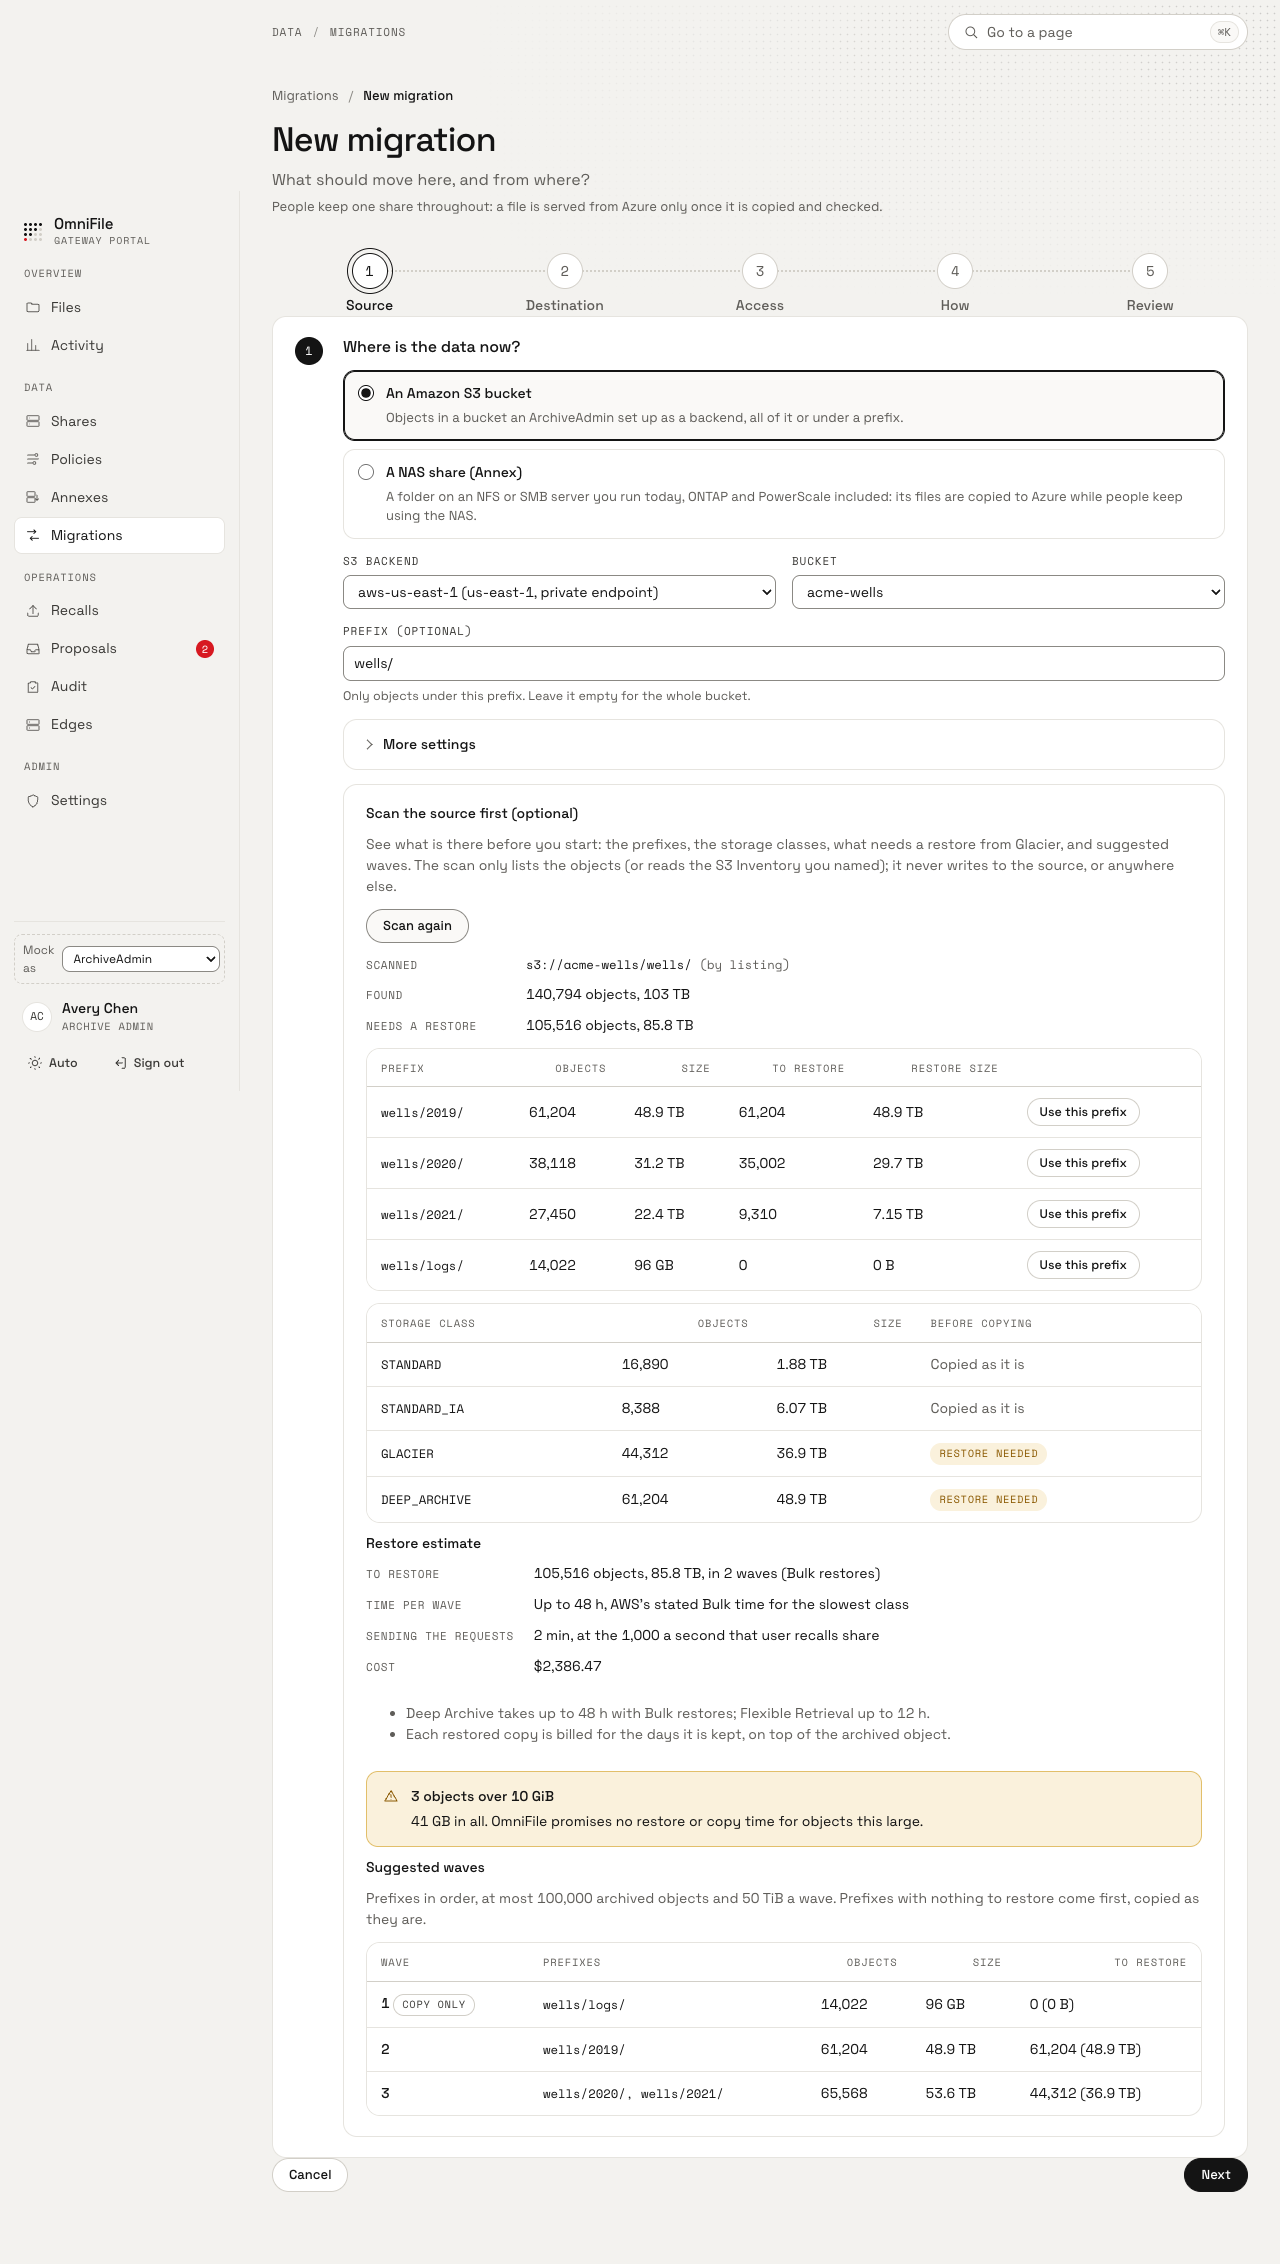 DATA / MIGRATIONS
Go to a page
⌘K
Migrations / New migration
New migration
What should move here, and from where?
People keep one share throughout: a file is served from Azure only once it is copied and checked.
OmniFile
GATEWAY PORTAL
OVERVIEW
Files
Activity
DATA
Shares
Policies
Annexes
Migrations
OPERATIONS
Recalls
Proposals 2
Audit
Edges
ADMIN
Settings
Mock as
ArchiveAdmin
AC
Avery Chen
ARCHIVE ADMIN
Auto
Sign out
1 2 3 4 5
Source Destination Access How Review
1 Where is the data now?
An Amazon S3 bucket
Objects in a bucket an ArchiveAdmin set up as a backend, all of it or under a prefix.
A NAS share (Annex)
A folder on an NFS or SMB server you run today, ONTAP and PowerScale included: its files are copied to Azure while people keep
using the NAS.
S3 BACKEND BUCKET
aws-us-east-1 (us-east-1, private endpoint) acme-wells
PREFIX (OPTIONAL)
wells/
Only objects under this prefix. Leave it empty for the whole bucket.
More settings
Scan the source first (optional)
See what is there before you start: the prefixes, the storage classes, what needs a restore from Glacier, and suggested
waves. The scan only lists the objects (or reads the S3 Inventory you named); it never writes to the source, or anywhere
else.
Scan again
SCANNED s3://acme-wells/wells/ (by listing)
FOUND 140,794 objects, 103 TB
NEEDS A RESTORE 105,516 objects, 85.8 TB
PREFIX OBJECTS SIZE TO RESTORE RESTORE SIZE
wells/2019/ 61,204 48.9 TB 61,204 48.9 TB Use this prefix
wells/2020/ 38,118 31.2 TB 35,002 29.7 TB Use this prefix
wells/2021/ 27,450 22.4 TB 9,310 7.15 TB Use this prefix
wells/logs/ 14,022 96 GB 0 0 B Use this prefix
STORAGE CLASS OBJECTS SIZE BEFORE COPYING
STANDARD 16,890 1.88 TB Copied as it is
STANDARD_IA 8,388 6.07 TB Copied as it is
GLACIER 44,312 36.9 TB RESTORE NEEDED
DEEP_ARCHIVE 61,204 48.9 TB RESTORE NEEDED
Restore estimate
TO RESTORE 105,516 objects, 85.8 TB, in 2 waves (Bulk restores)
TIME PER WAVE Up to 48 h, AWS's stated Bulk time for the slowest class
SENDING THE REQUESTS 2 min, at the 1,000 a second that user recalls share
COST $2,386.47
• Deep Archive takes up to 48 h with Bulk restores; Flexible Retrieval up to 12 h.
• Each restored copy is billed for the days it is kept, on top of the archived object.
3 objects over 10 GiB
41 GB in all. OmniFile promises no restore or copy time for objects this large.
Suggested waves
Prefixes in order, at most 100,000 archived objects and 50 TiB a wave. Prefixes with nothing to restore come first, copied as
they are.
WAVE PREFIXES OBJECTS SIZE TO RESTORE
1 COPY ONLY wells/logs/ 14,022 96 GB 0 (0 B)
2 wells/2019/ 61,204 48.9 TB 61,204 (48.9 TB)
3 wells/2020/, wells/2021/ 65,568 53.6 TB 44,312 (36.9 TB)
Cancel Next